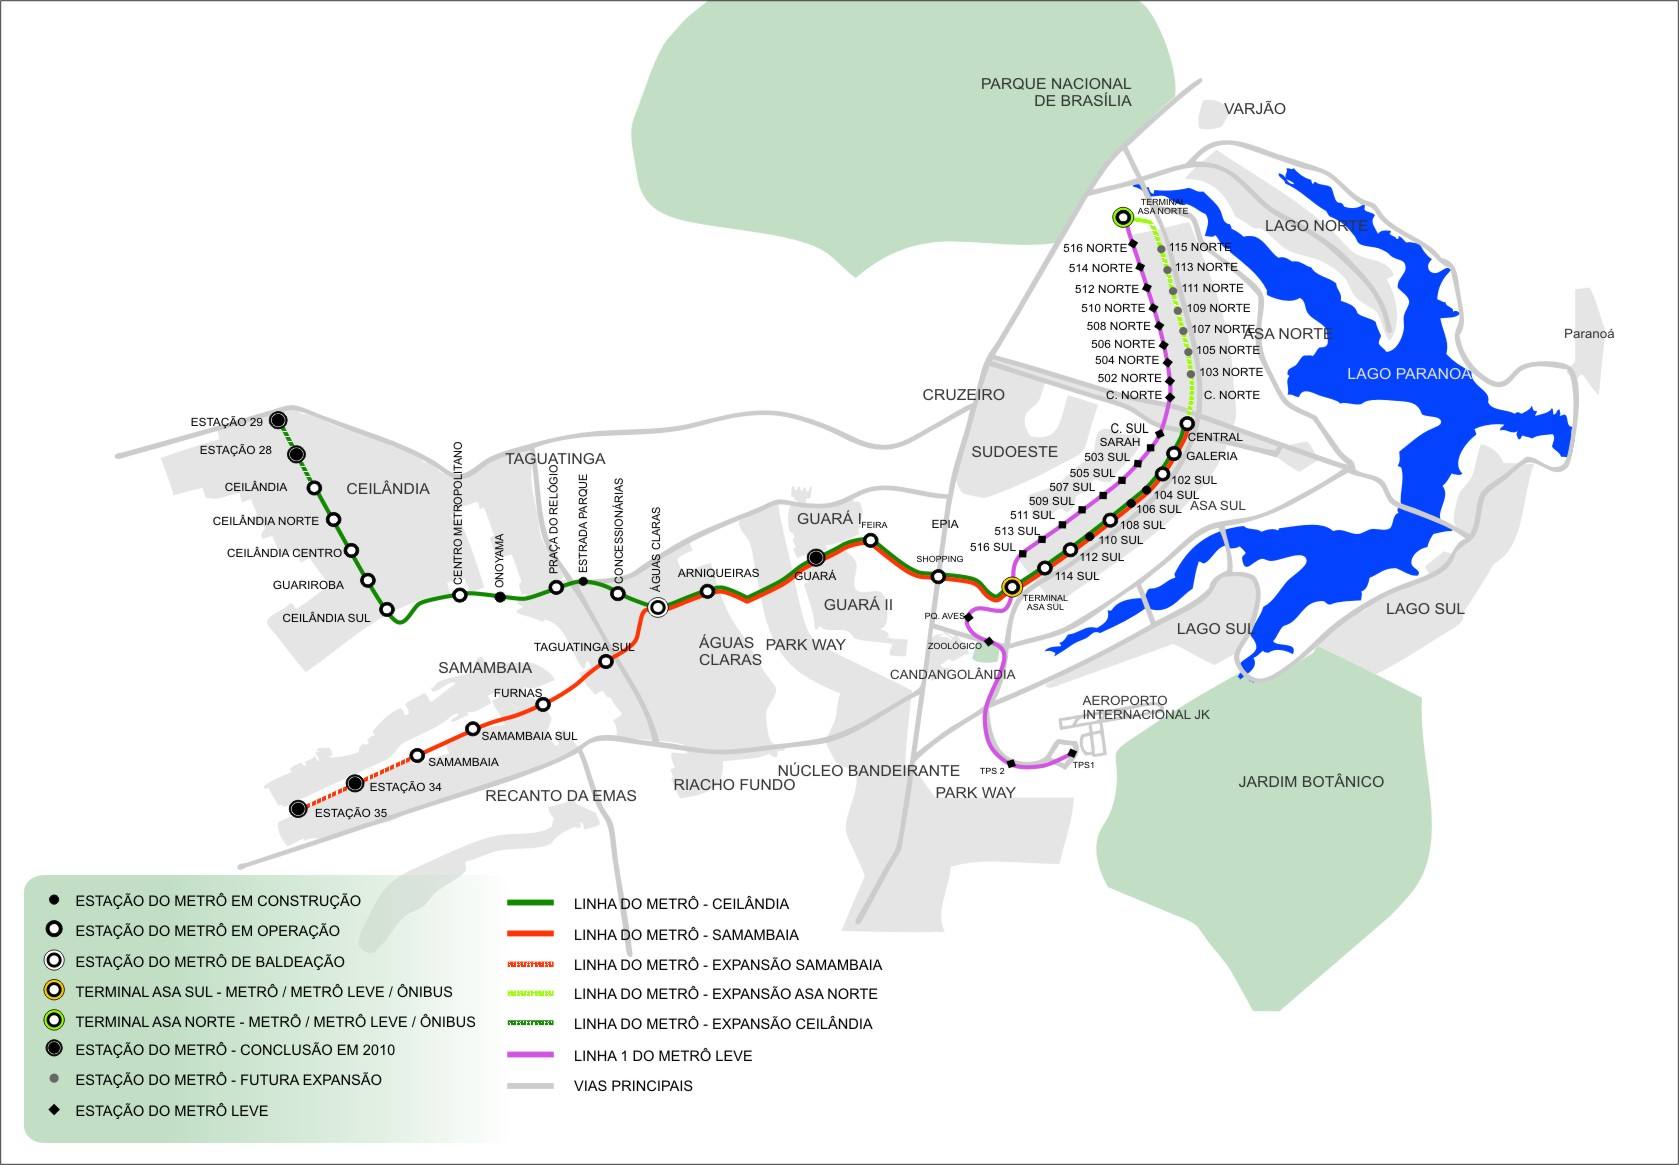 PARQUE NACIONAL
DE BRASÍLIA
VARJÃO
TERMINAL
ASA NORTE
LAGO NORTE
516 NORTE
115 NORTE
514 NORTE
113 NORTE
512 NORTE
111 NORTE
510 NORTE
109 NORTE
508 NORTE
107 NORTE
ASA NORTE
Paranoá
506 NORTE
105 NORTE
504 NORTE
103 NORTE
LAGO PARANOÁ
502 NORTE
C. NORTE
C. NORTE
CRUZEIRO
C. SUL
SARAH
CENTRAL
503 SUL
GALERIA
SUDOESTE
505 SUL
102 SUL
507 SUL
104 SUL
509 SUL
106 SUL
ASA SUL
511 SUL
108 SUL
513 SUL
110 SUL
516 SUL
112 SUL
114 SUL
TERMINAL
ASA SUL
ESTAÇÃO 29
ESTAÇÃO 28
CEILÂNDIA
CEILÂNDIA
CEILÂNDIA NORTE
CEILÂNDIA CENTRO
GUARIROBA
CEILÂNDIA SUL
CENTRO METROPOLITANO
ONOYAMA
TAGUATINGA
PRAÇA DO RELÓGIO
ESTRADA PARQUE
CONCESSIONÁRIAS
ÁGUAS CLARAS
ARNIQUEIRAS
GUARÁ I
FEIRA
GUARÁ
GUARÁ II
EPIA
SHOPPING
PQ. AVES
ZOOLÓGICO
CANDANGOLÂNDIA
LAGO SUL
LAGO SUL
ÁGUAS
CLARAS
PARK WAY
TAGUATINGA SUL
SAMAMBAIA
FURNAS
SAMAMBAIA SUL
SAMAMBAIA
ESTAÇÃO 34
ESTAÇÃO 35
RECANTO DA EMAS
RIACHO FUNDO
NÚCLEO BANDEIRANTE
PARK WAY
AEROPORTO
INTERNACIONAL JK
TPS 2
TPS1
JARDIM BOTÂNICO
ESTAÇÃO DO METRÔ EM CONSTRUÇÃO
ESTAÇÃO DO METRÔ EM OPERAÇÃO
ESTAÇÃO DO METRÔ DE BALDEAÇÃO
TERMINAL ASA SUL - METRÔ / METRÔ LEVE / ÔNIBUS
TERMINAL ASA NORTE - METRÔ / METRÔ LEVE / ÔNIBUS
ESTAÇÃO DO METRÔ - CONCLUSÃO EM 2010
ESTAÇÃO DO METRÔ - FUTURA EXPANSÃO
ESTAÇÃO DO METRÔ LEVE
LINHA DO METRÔ - CEILÂNDIA
LINHA DO METRÔ - SAMAMBAIA
LINHA DO METRÔ - EXPANSÃO SAMAMBAIA
LINHA DO METRÔ - EXPANSÃO ASA NORTE
LINHA DO METRÔ - EXPANSÃO CEILÂNDIA
LINHA 1 DO METRÔ LEVE
VIAS PRINCIPAIS